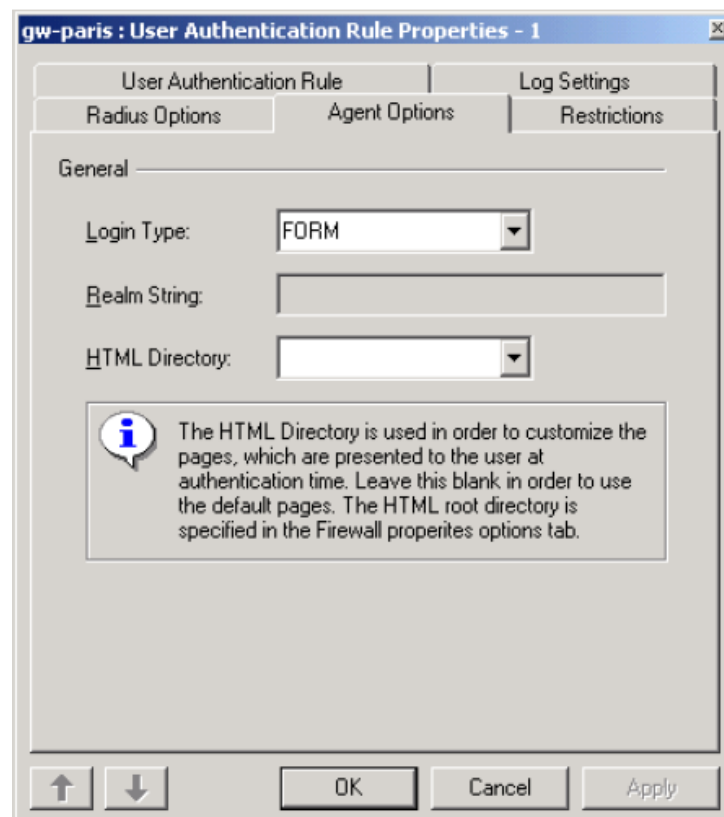 gw-paris : User Authentication Rule Properties - 1
User Authentication Rule
Log Settings
Radius Options
Agent Options
Restrictions
General
Login Type:
FORM
Realm String:
HTML Directory:
The HTML Directory is used in order to customize the
pages, which are presented to the user at
authentication time. Leave this blank in order to use
the default pages. The HTML root directory is
specified in the Firewall properites options tab.
OK
Cancel
Apply